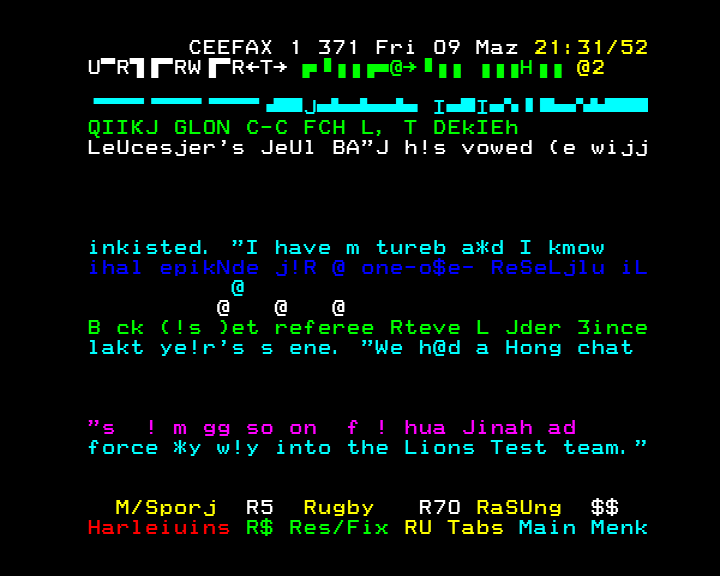 CEEFAX 1 371 Fri 09 Maz 21:31/52
U R RW R←T→ @→ H @2
J I I
QIIKJ GLON C-C FCH L, T DEkIEh
LeUcesjer's JeUl BA"J h!s vowed (e wijj
inkisted. "I have m tureb a*d I kmow
ihal epikNde j!R @ one-o$e- ReSeLjlu iL
@
@ @ @
B ck (!s )et referee Rteve L Jder 3ince
lakt ye!r's s ene. "We h@d a Hong chat
"s ! m gg so on f ! hua Jinah ad
force *y w!y into the Lions Test team."
M/Sporj R5 Rugby R70 RaSUng $$
Harleiuins R$ Res/Fix RU Tabs Main Menk